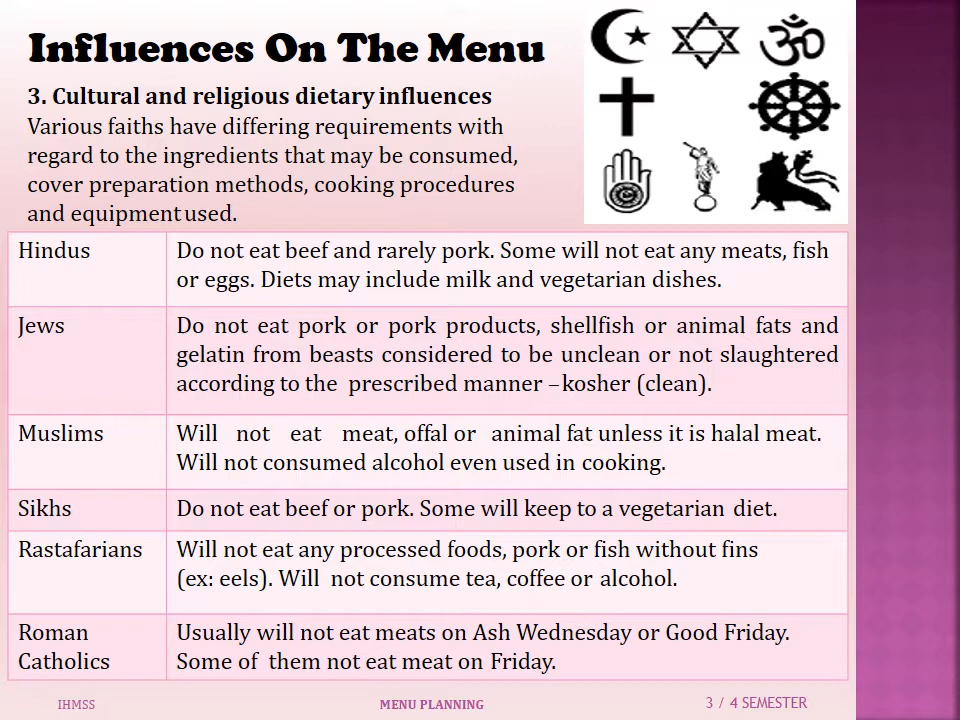 Influences On The Menu
3. Cultural and religious dietary influences
Various faiths have differing requirements with
regard to the ingredients that may be consumed,
cover preparation methods, cooking procedures
and equipment used.
Hindus
Do not eat beef and rarely pork. Some will not eat any meats, fish
or eggs. Diets may include milk and vegetarian dishes.
Jews
Do not eat pork or pork products, shellfish or animal fats and
gelatin from beasts considered to be unclean or not slaughtered
according to the prescribed manner –kosher (clean).
Muslims
Will not eat meat, offal or animal fat unless it is halal meat.
Will not consumed alcohol even used in cooking.
Sikhs
Do not eat beef or pork. Some will keep to a vegetarian diet.
Rastafarians
Will not eat any processed foods, pork or fish without fins
(ex: eels). Will not consume tea, coffee or alcohol.
Roman
Catholics
Usually will not eat meats on Ash Wednesday or Good Friday.
Some of them not eat meat on Friday.
IHMSS
MENU PLANNING
3 / 4 SEMESTER